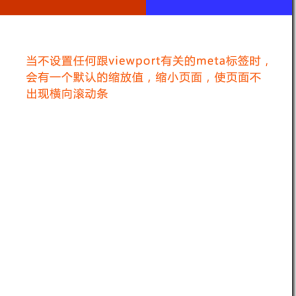 当不设置任何跟viewport有关的meta标签时，
会有一个默认的缩放值，缩小页面，使页面不
出现横向滚动条